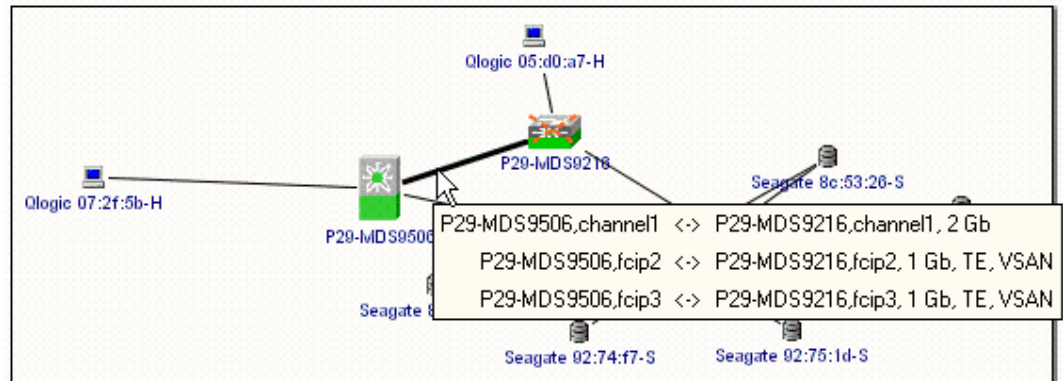 Qlogic 05:d0:a7-H
P29-MDS9216
Seagate 8c:53:26-S
Qlogic 07:2f:5b-H
P29-MDS9506,channel1 <-> P29-MDS9216,channel1, 2 Gb
P29-MDS9506
P29-MDS9506,fcip2 <-> P29-MDS9216,fcip2, 1 Gb, TE, VSAN
P29-MDS9506,fcip3 <-> P29-MDS9216,fcip3, 1 Gb, TE, VSAN
Seagate
Seagate 92:74:f7-S
Seagate 92:75:1d-S